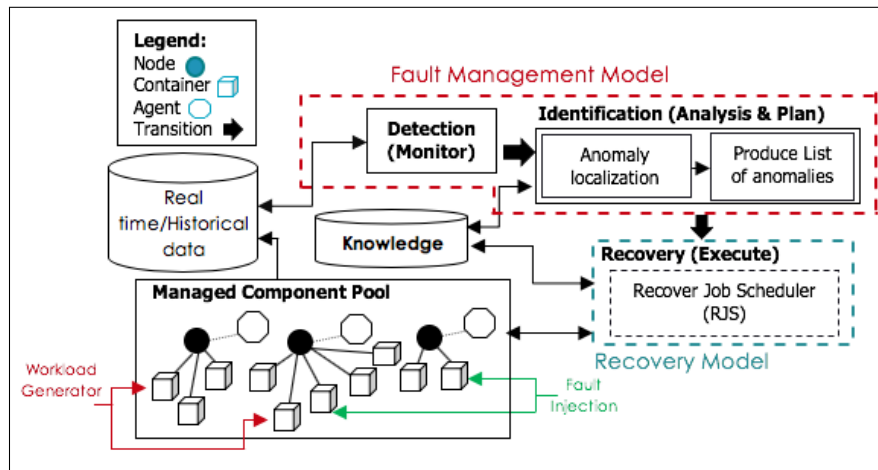 Legend:
Node
Container
Agent
Transition
Fault Management Model
Detection
(Monitor)
Identification (Analysis & Plan)
Anomaly
localization
Produce List
of anomalies
Real
time/Historical
data
Knowledge
Recovery (Execute)
Recover Job Scheduler
(RJS)
Recovery Model
Managed Component Pool
Workload
Generator
Fault
Injection